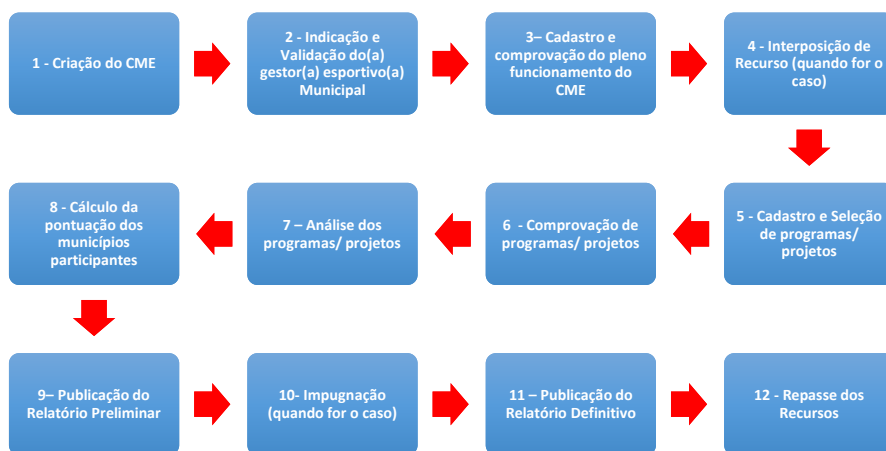 1 - Criação do CME
2 - Indicação e
Validação do(a)
gestor(a) esportivo(a)
Municipal
3– Cadastro e
comprovação do pleno
funcionamento do
CME
4 - Interposição de
Recurso (quando for o
caso)
5 - Cadastro e Seleção
de programas/
projetos
6 - Comprovação de
programas/ projetos
7 – Análise dos
programas/ projetos
8 - Cálculo da
pontuação dos
municípios
participantes
9– Publicação do
Relatório Preliminar
10- Impugnação
(quando for o caso)
11 – Publicação do
Relatório Definitivo
12 - Repasse dos
Recursos